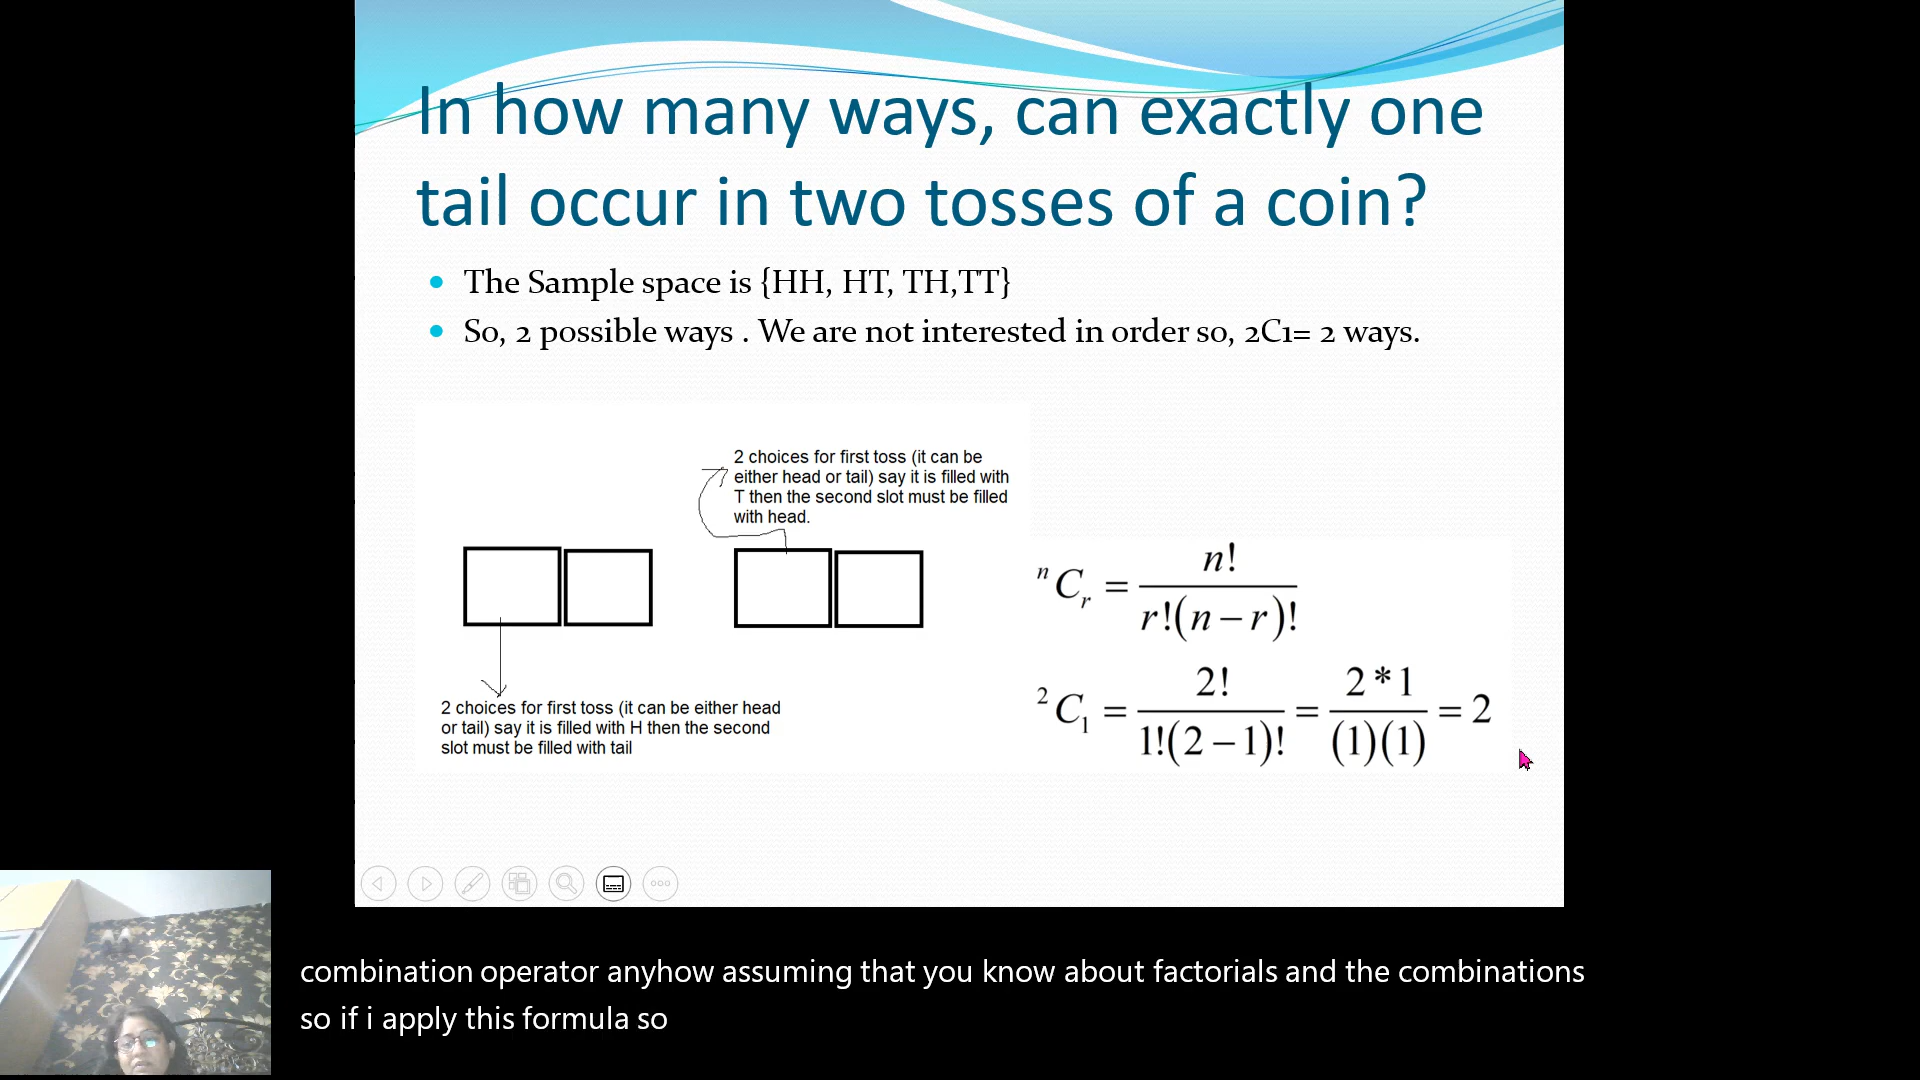 In how many ways, can exactly one
tail occur in two tosses of a coin?
The Sample space is {HH, HT, TH,TT}
So, 2 possible ways . We are not interested in order so, 2C1= 2 ways.
2 choices for first toss (it can be
either head or tail) say it is filled with
T then the second slot must be filled
with head.
2 choices for first toss (it can be either head
or tail) say it is filled with H then the second
slot must be filled with tail
ⁿCᵣ = n! / r!(n − r)!
²C₁ = 2! / 1!(2 − 1)! = 2 * 1 / (1)(1) = 2
combination operator anyhow assuming that you know about factorials and the combinations
so if i apply this formula so